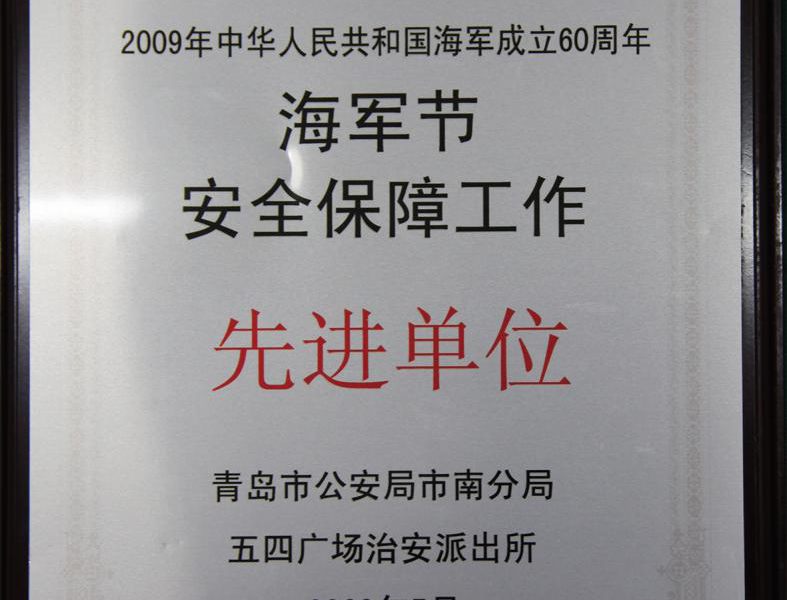 2009年中华人民共和国海军成立60周年
海军节
安全保障工作
先进单位
青岛市公安局市南分局
五四广场治安派出所